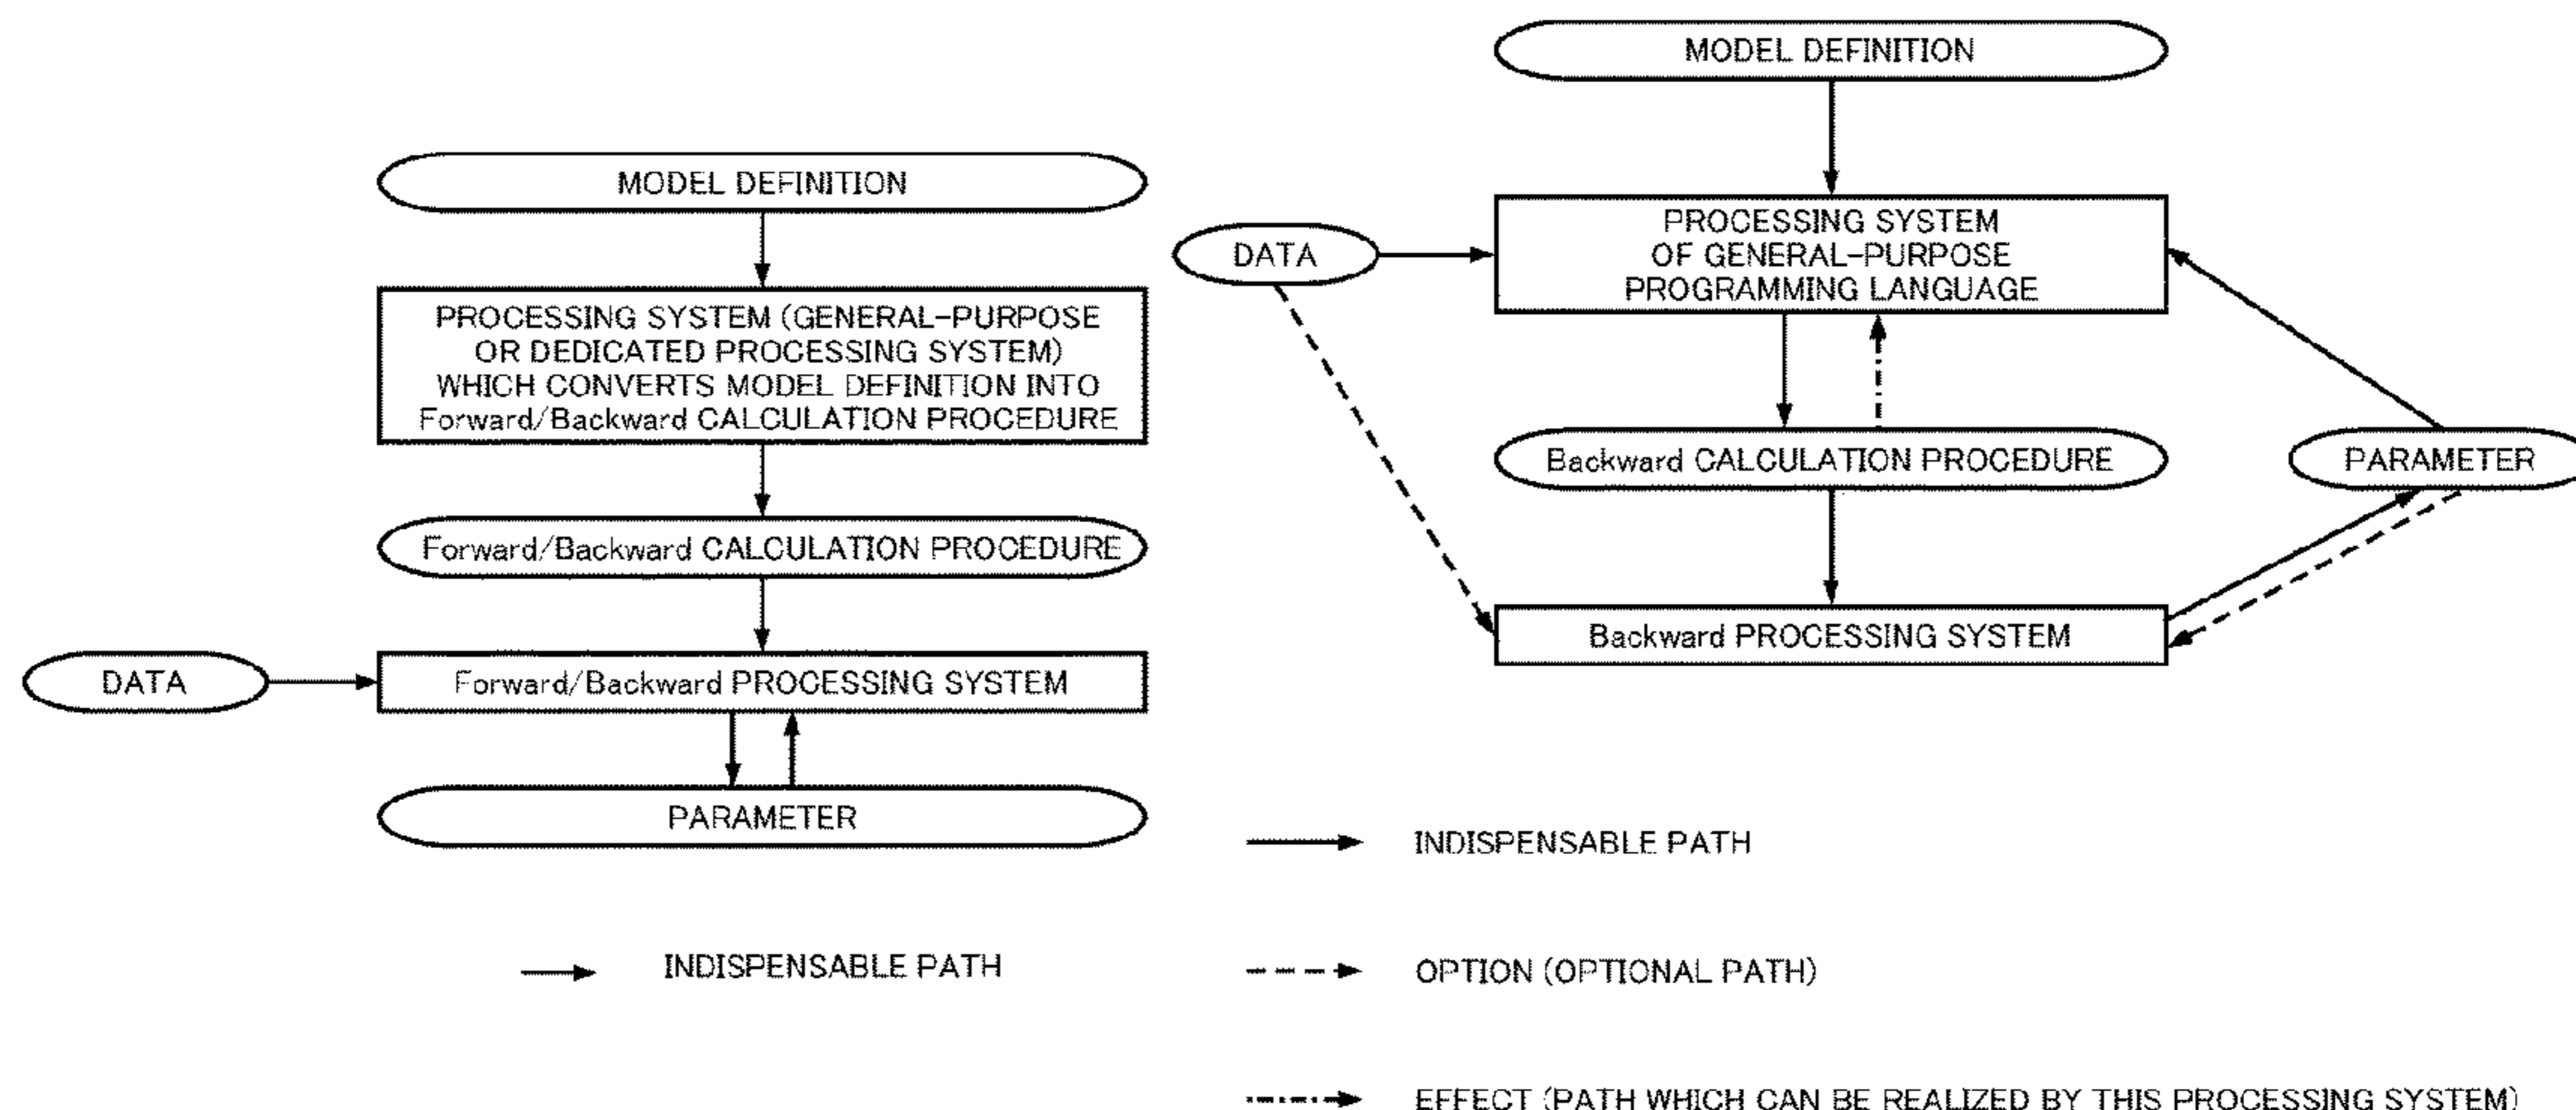 MODEL DEFINITION
PROCESSING SYSTEM (GENERAL-PURPOSE
OR DEDICATED PROCESSING SYSTEM)
WHICH CONVERTS MODEL DEFINITION INTO
Forward/Backward CALCULATION PROCEDURE
Forward/Backward CALCULATION PROCEDURE
DATA
Forward/Backward PROCESSING SYSTEM
PARAMETER
INDISPENSABLE PATH
MODEL DEFINITION
DATA
PROCESSING SYSTEM
OF GENERAL-PURPOSE
PROGRAMMING LANGUAGE
Backward CALCULATION PROCEDURE
PARAMETER
Backward PROCESSING SYSTEM
INDISPENSABLE PATH
OPTION (OPTIONAL PATH)
EFFECT (PATH WHICH CAN BE REALIZED BY THIS PROCESSING SYSTEM)